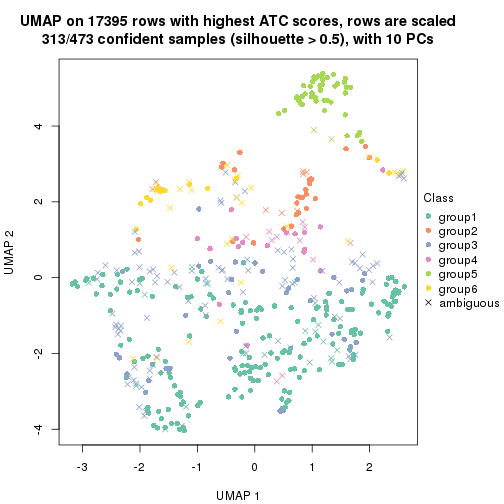 UMAP on 17395 rows with highest ATC scores, rows are scaled
313/473 confident samples (silhouette > 0.5), with 10 PCs
UMAP 2
4
2
0
-2
-4
-3
-2
-1
0
1
2
UMAP 1
Class
group1
group2
group3
group4
group5
group6
ambiguous